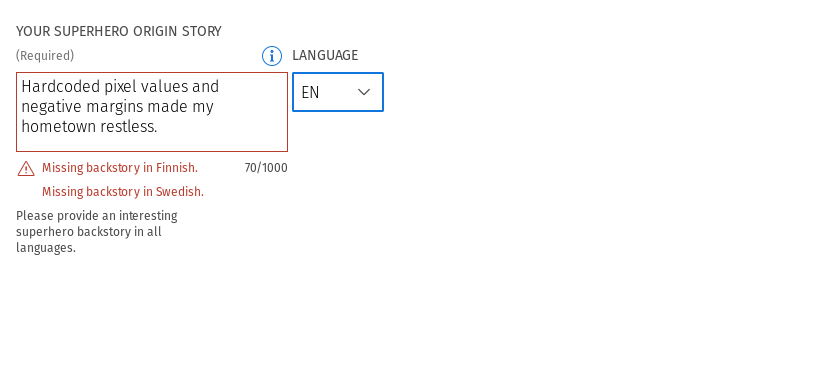 YOUR SUPERHERO ORIGIN STORY
(Required)
LANGUAGE
Hardcoded pixel values and
negative margins made my
hometown restless.
EN
Missing backstory in Finnish.
70/1000
Missing backstory in Swedish.
Please provide an interesting
superhero backstory in all
languages.